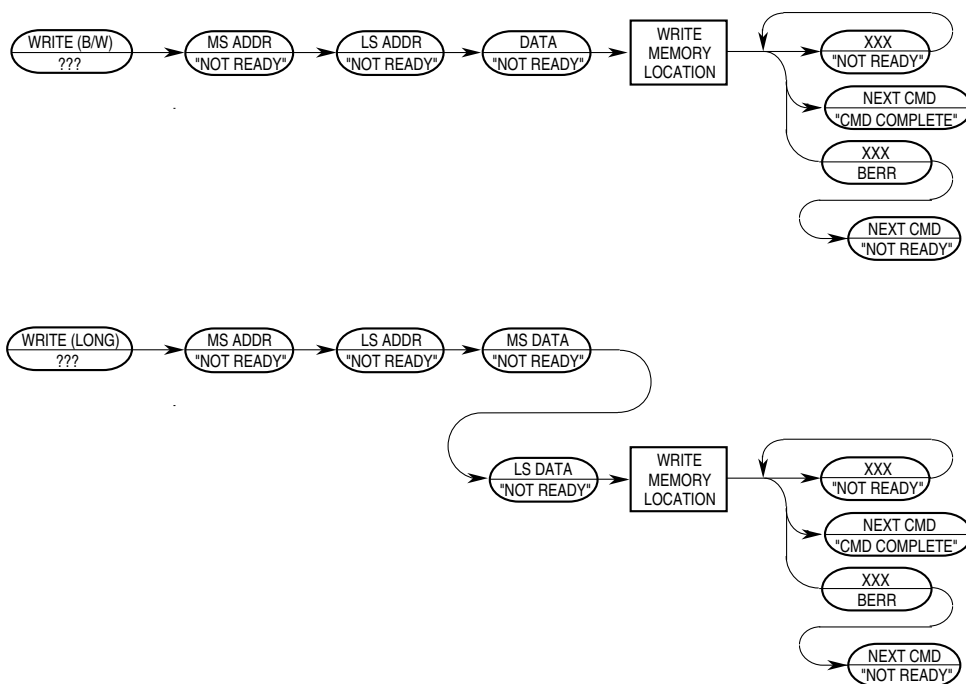 WRITE (B/W)
???
MS ADDR
"NOT READY"
LS ADDR
"NOT READY"
DATA
"NOT READY"
WRITE
MEMORY
LOCATION
XXX
"NOT READY"
NEXT CMD
"CMD COMPLETE"
XXX
BERR
NEXT CMD
"NOT READY"
WRITE (LONG)
???
MS ADDR
"NOT READY"
LS ADDR
"NOT READY"
MS DATA
"NOT READY"
LS DATA
"NOT READY"
WRITE
MEMORY
LOCATION
XXX
"NOT READY"
NEXT CMD
"CMD COMPLETE"
XXX
BERR
NEXT CMD
"NOT READY"